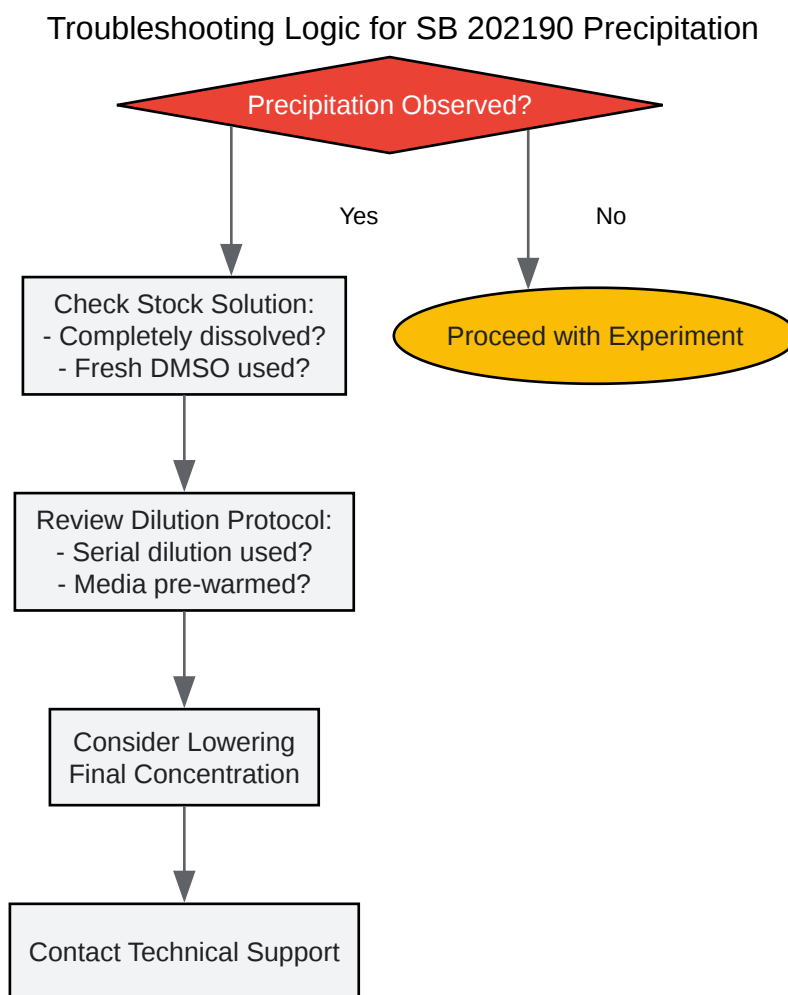 Troubleshooting Logic for SB 202190 Precipitation
Precipitation Observed?
Yes
No
Check Stock Solution:
- Completely dissolved?
- Fresh DMSO used?
Proceed with Experiment
Review Dilution Protocol:
- Serial dilution used?
- Media pre-warmed?
Consider Lowering
Final Concentration
Contact Technical Support